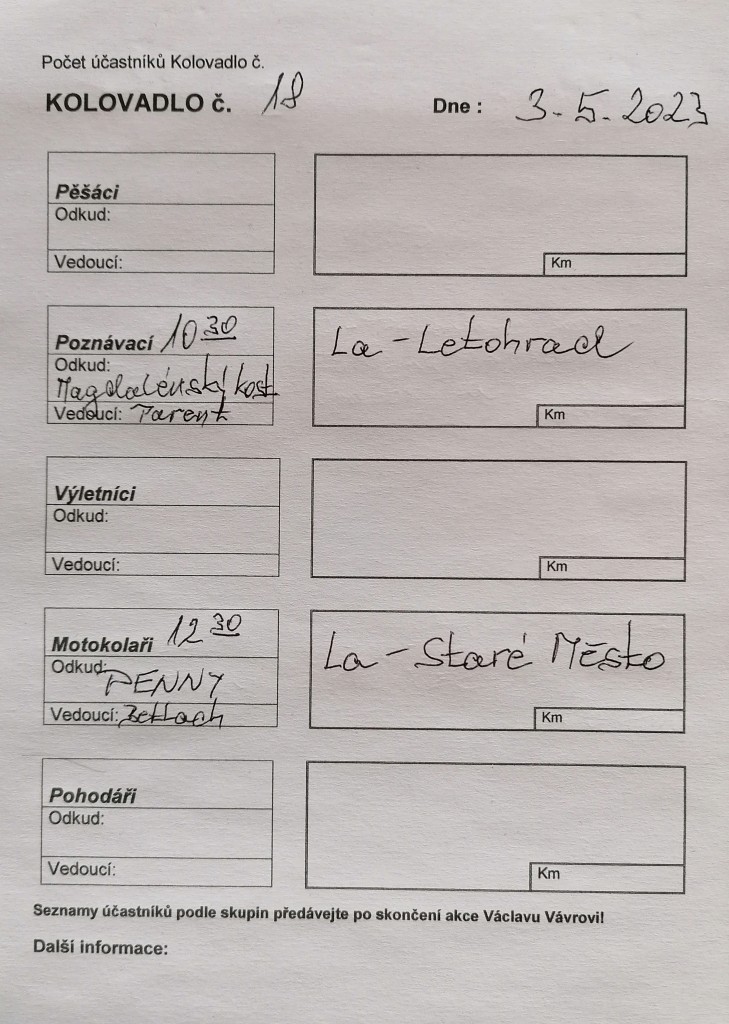 Počet účastníků Kolovadlo č.
KOLOVADLO č. 18 Dne : 3.5.2023
Pěšáci
Odkud:
Vedoucí:
Km
Poznávací 10 30 La - Letohrad
Odkud:
Magdalénský kost.
Vedoucí: Parent
Km
Výletníci
Odkud:
Vedoucí:
Km
Motokolaři 12 30 La - Staré Město
Odkud:
PENNY
Vedoucí:
Km
Pohodáři
Odkud:
Vedoucí:
Km
Seznamy účastníků podle skupin předávejte po skončení akce Václavu Vávrovi!
Další informace: